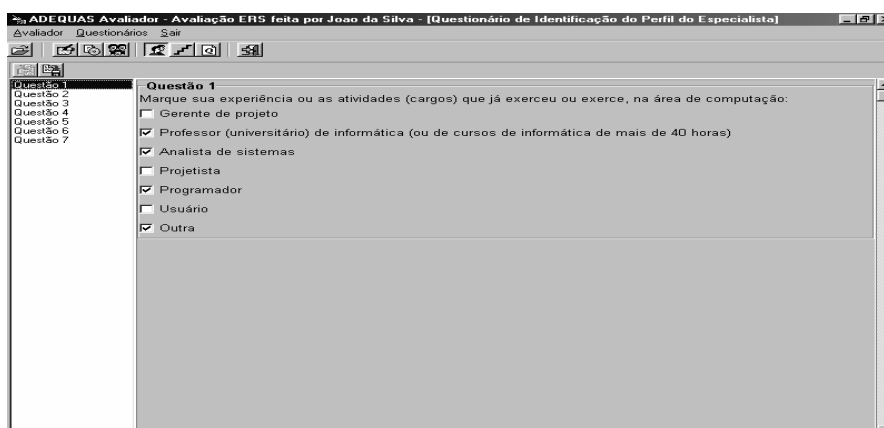 ADEQUAS Avaliador - Avaliação ERS feita por Joao da Silva - [Questionário de Identificação do Perfil do Especialista]
Avaliador Questionários Sair
Questão 1
Questão 2
Questão 3
Questão 4
Questão 5
Questão 6
Questão 7
Questão 1
Marque sua experiência ou as atividades (cargos) que já exerceu ou exerce, na área de computação:
Gerente de projeto
Professor (universitário) de informática (ou de cursos de informática de mais de 40 horas)
Analista de sistemas
Projetista
Programador
Usuário
Outra